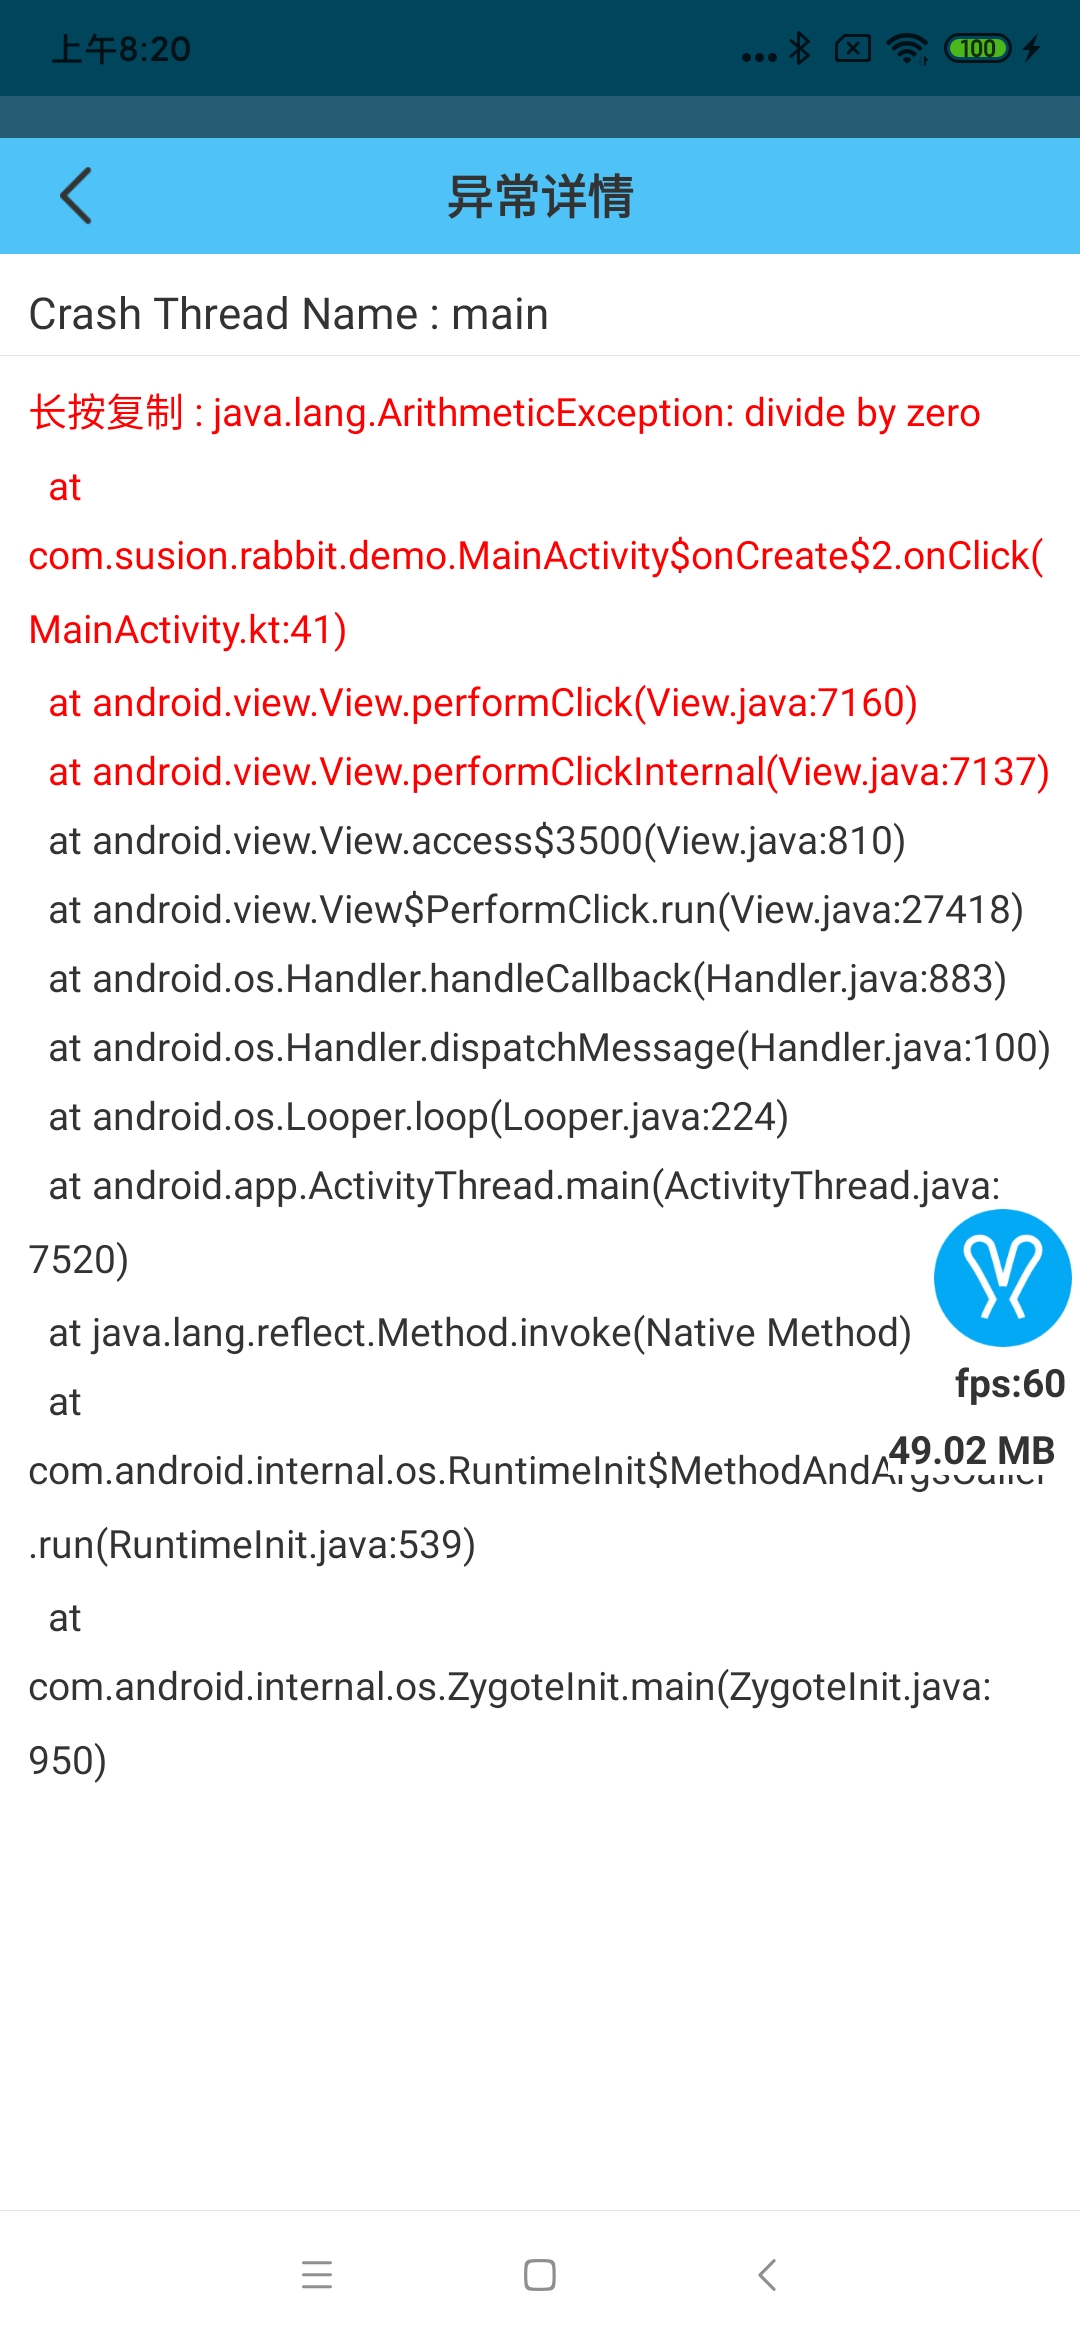 上午8:20
100
异常详情
Crash Thread Name : main
长按复制 : java.lang.ArithmeticException: divide by zero
at
com.susion.rabbit.demo.MainActivity$onCreate$2.onClick(
MainActivity.kt:41)
at android.view.View.performClick(View.java:7160)
at android.view.View.performClickInternal(View.java:7137)
at android.view.View.access$3500(View.java:810)
at android.view.View$PerformClick.run(View.java:27418)
at android.os.Handler.handleCallback(Handler.java:883)
at android.os.Handler.dispatchMessage(Handler.java:100)
at android.os.Looper.loop(Looper.java:224)
at android.app.ActivityThread.main(ActivityThread.java:
7520)
at java.lang.reflect.Method.invoke(Native Method)
fps:60
at
49.02 MB
com.android.internal.os.RuntimeInit$MethodAndArgsCaller
.run(RuntimeInit.java:539)
at
com.android.internal.os.ZygoteInit.main(ZygoteInit.java:
950)